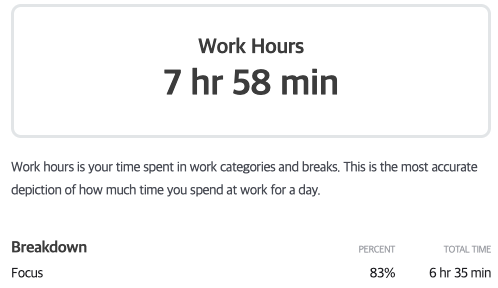 Work Hours
7 hr 58 min
Work hours is your time spent in work categories and breaks. This is the most accurate
depiction of how much time you spend at work for a day.
Breakdown PERCENT TOTAL TIME
Focus 83% 6 hr 35 min